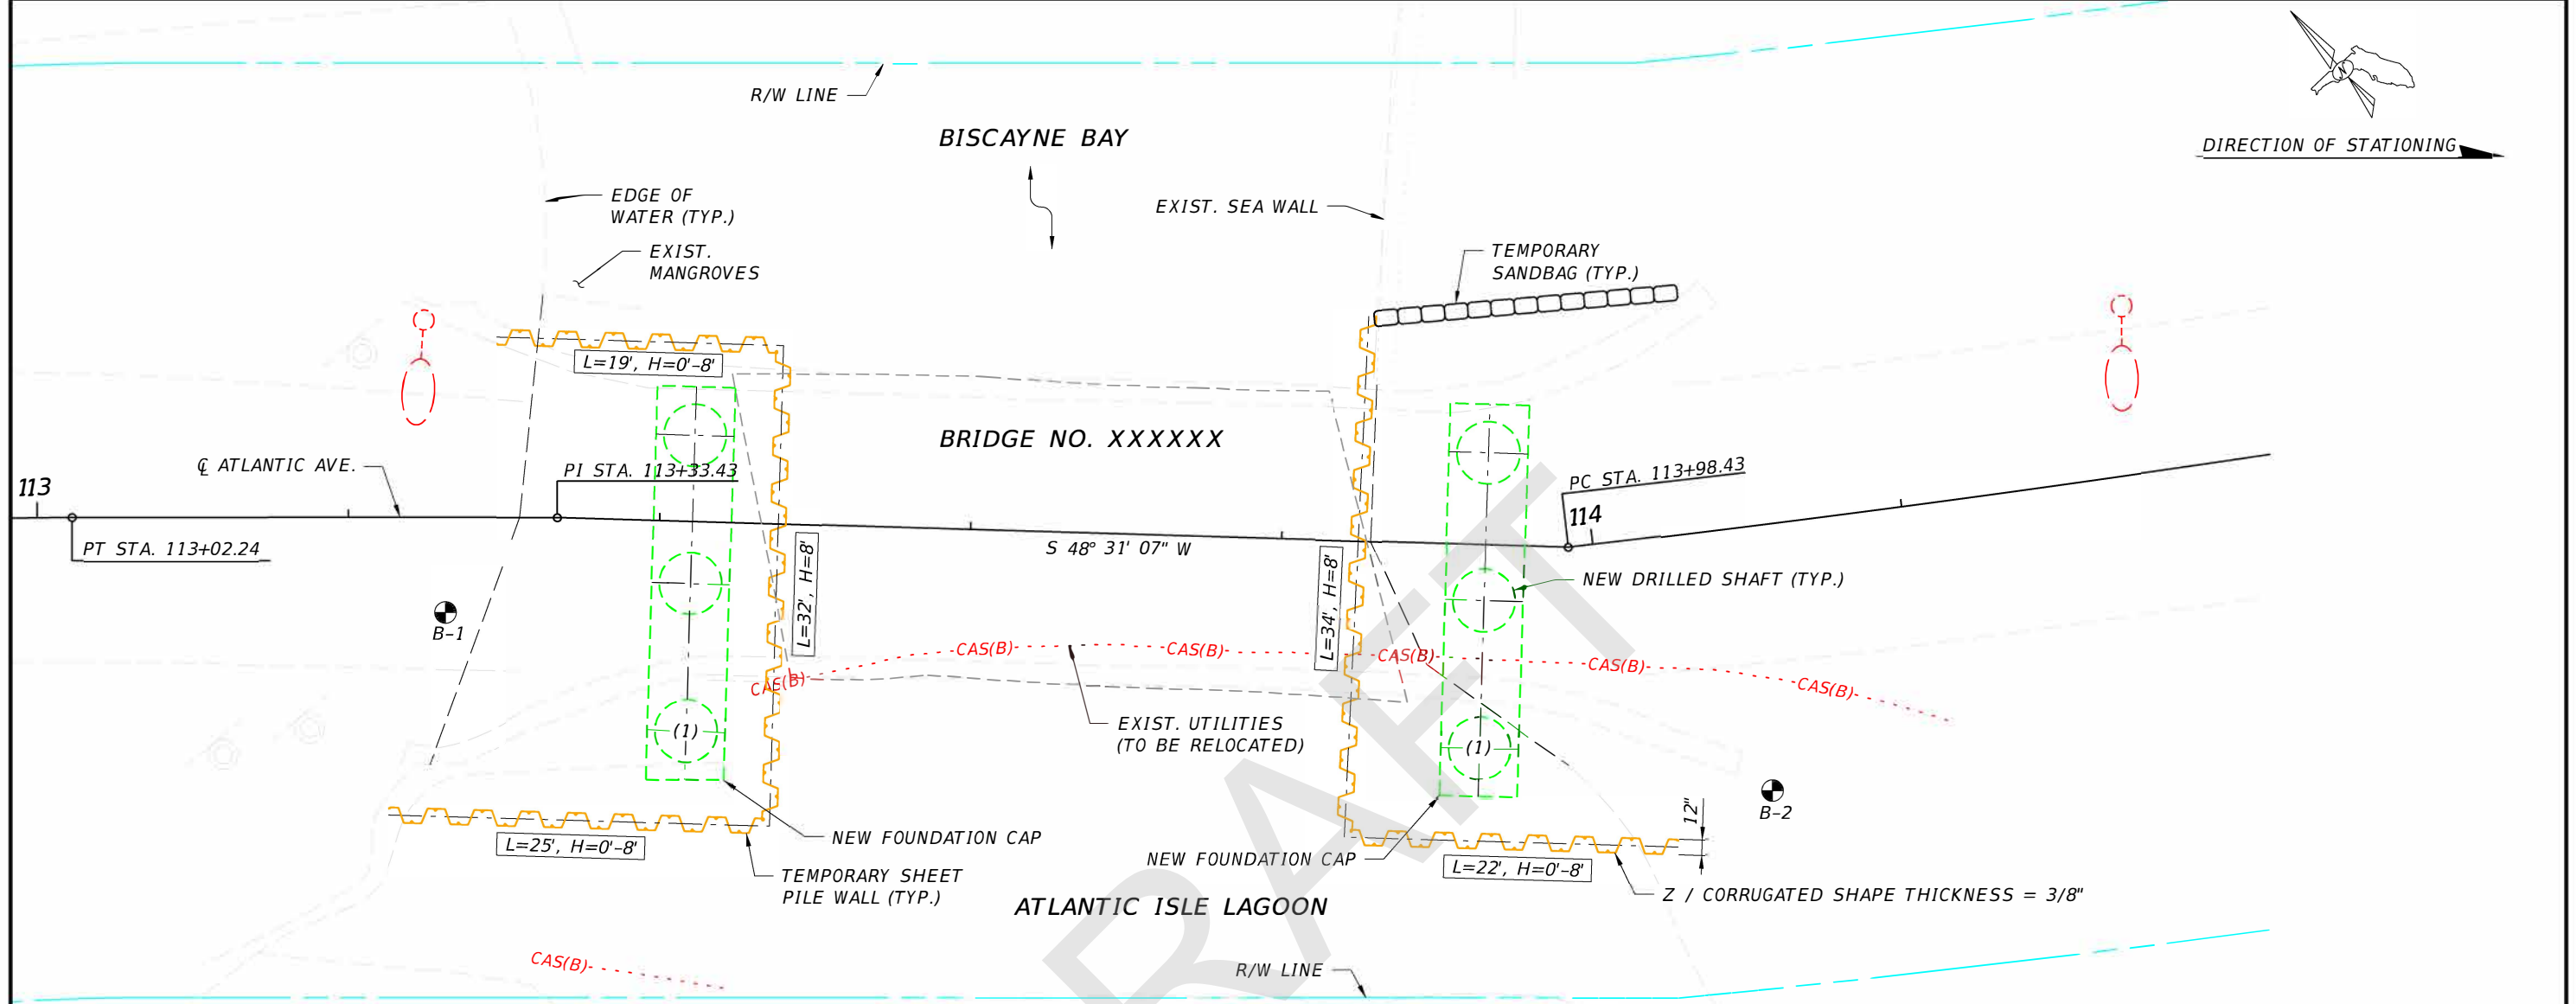 R/W LINE
BISCAYNE BAY
DIRECTION OF STATIONING
EDGE OF
WATER (TYP.)
EXIST. SEA WALL
EXIST.
MANGROVES
TEMPORARY
SANDBAG (TYP.)
L=19', H=0'-8'
BRIDGE NO. XXXXXX
℄ ATLANTIC AVE.
PI STA. 113+33.43
PC STA. 113+98.43
113
114
PT STA. 113+02.24
S 48° 31' 07" W
L=32', H=8'
L=34', H=8'
NEW DRILLED SHAFT (TYP.)
B-1
CAS(B)
CAS(B)
CAS(B)
CAS(B)
CAS(B)
CAS(B)
EXIST. UTILITIES
(TO BE RELOCATED)
(1)
(1)
B-2
12"
NEW FOUNDATION CAP
L=25', H=0'-8'
NEW FOUNDATION CAP
L=22', H=0'-8'
TEMPORARY SHEET
PILE WALL (TYP.)
Z / CORRUGATED SHAPE THICKNESS = 3/8"
ATLANTIC ISLE LAGOON
CAS(B)
R/W LINE
RAFT